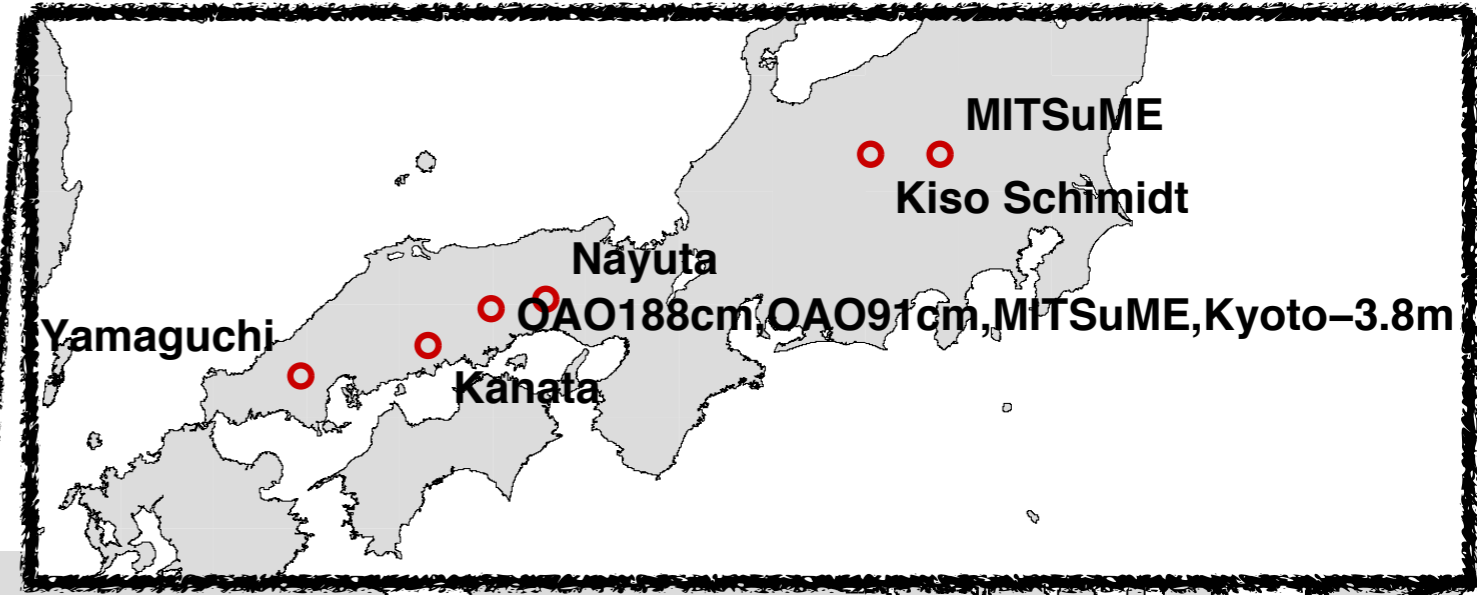 MITSuME
Kiso Schimidt
Nayuta
OAO188cm,OAO91cm,MITSuME,Kyoto−3.8m
Yamaguchi
Kanata